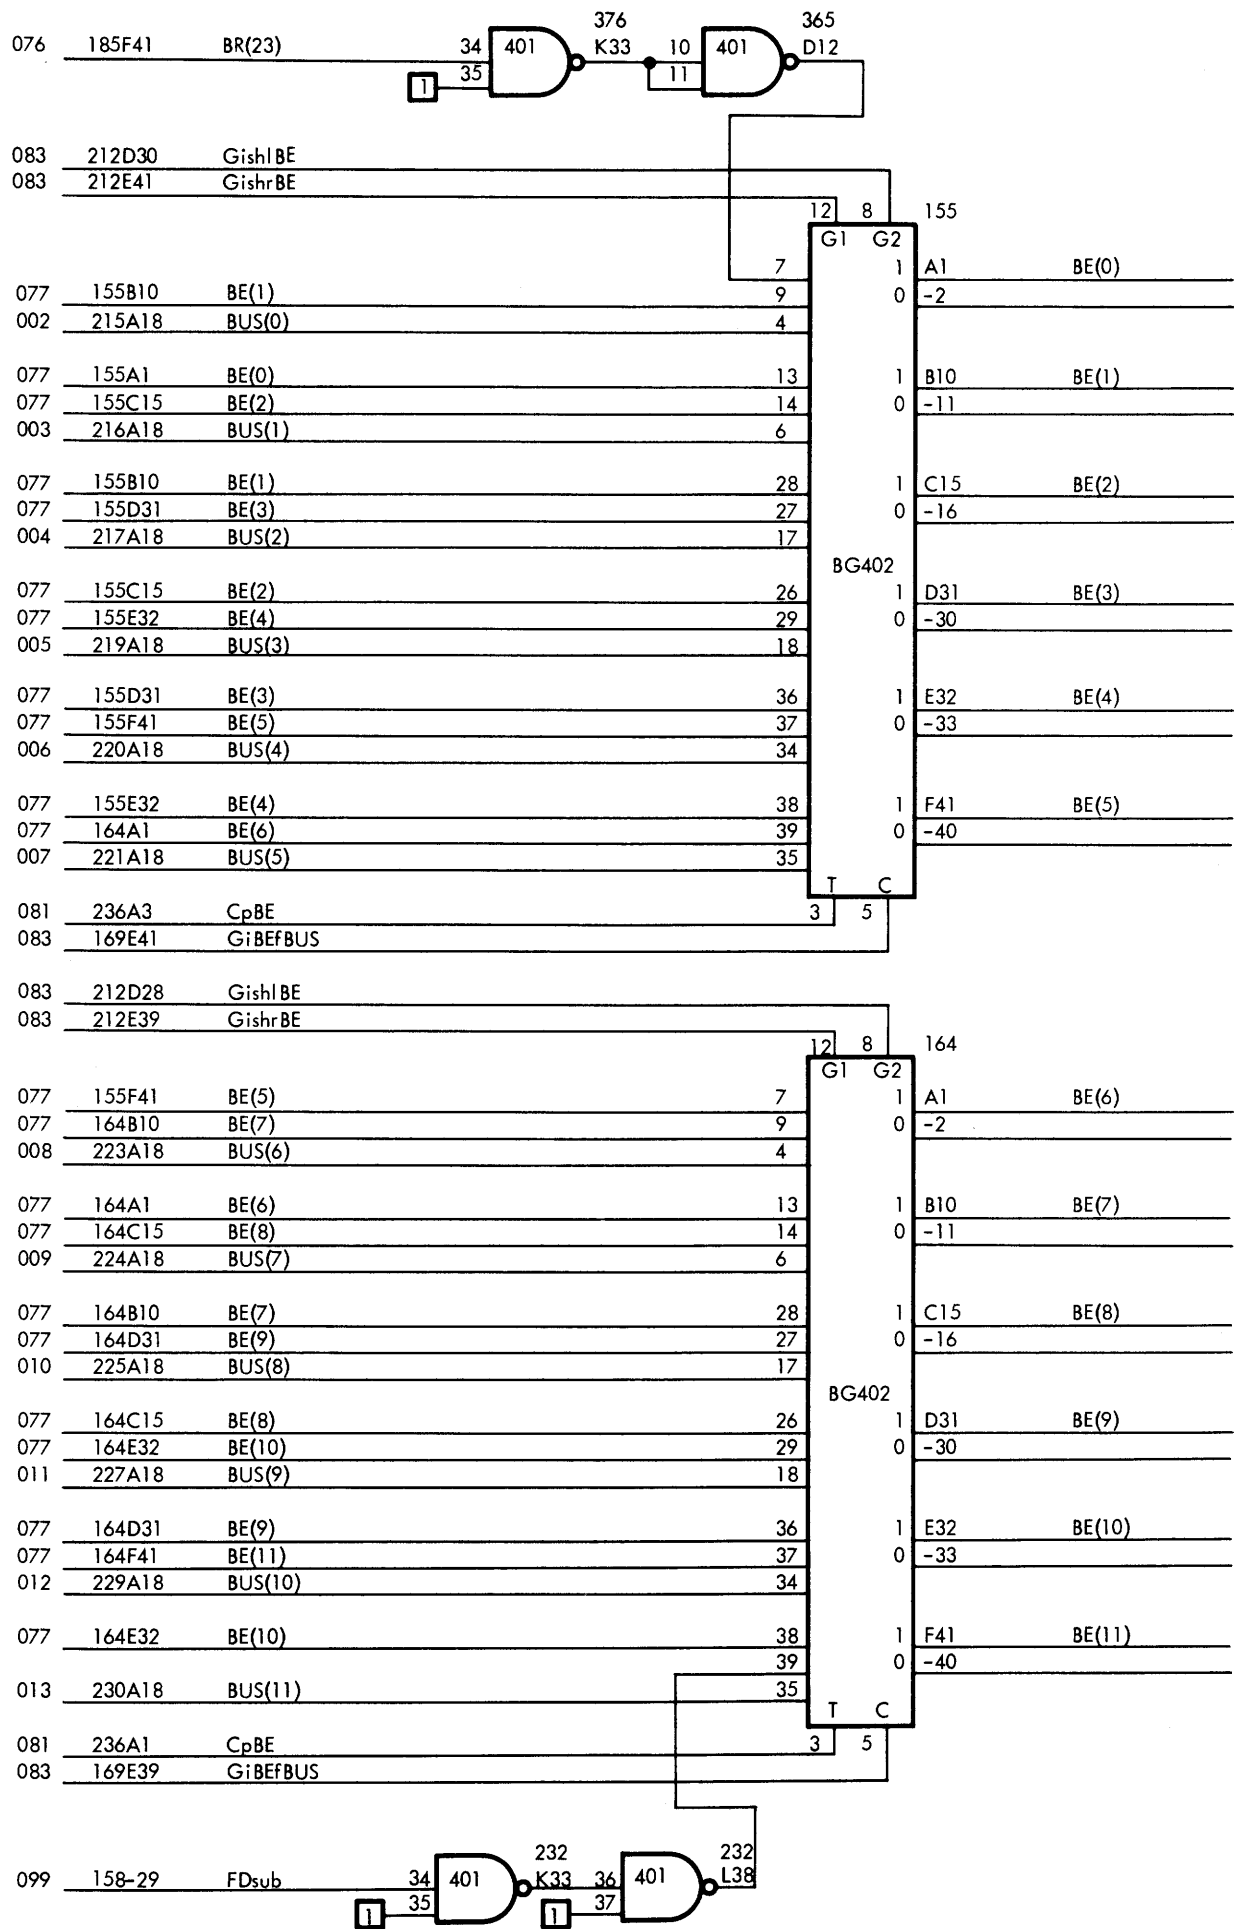 376 365
076 185F41 BR(23) 34 401 K33 10 401 D12
35 11
1
083 212D30 GishlBE
083 212E41 GishrBE
12 8 155
G1 G2
7 1 A1 BE(0)
077 155B10 BE(1) 9 0 -2
002 215A18 BUS(0) 4
077 155A1 BE(0) 13 1 B10 BE(1)
077 155C15 BE(2) 14 0 -11
003 216A18 BUS(1) 6
077 155B10 BE(1) 28 1 C15 BE(2)
077 155D31 BE(3) 27 0 -16
004 217A18 BUS(2) 17
BG402
077 155C15 BE(2) 26 1 D31 BE(3)
077 155E32 BE(4) 29 0 -30
005 219A18 BUS(3) 18
077 155D31 BE(3) 36 1 E32 BE(4)
077 155F41 BE(5) 37 0 -33
006 220A18 BUS(4) 34
077 155E32 BE(4) 38 1 F41 BE(5)
077 164A1 BE(6) 39 0 -40
007 221A18 BUS(5) 35
T C
081 236A3 CpBE 3 5
083 169E41 GiBEfBUS
083 212D28 GishlBE
083 212E39 GishrBE
12 8 164
G1 G2
077 155F41 BE(5) 7 1 A1 BE(6)
077 164B10 BE(7) 9 0 -2
008 223A18 BUS(6) 4
077 164A1 BE(6) 13 1 B10 BE(7)
077 164C15 BE(8) 14 0 -11
009 224A18 BUS(7) 6
077 164B10 BE(7) 28 1 C15 BE(8)
077 164D31 BE(9) 27 0 -16
010 225A18 BUS(8) 17
BG402
077 164C15 BE(8) 26 1 D31 BE(9)
077 164E32 BE(10) 29 0 -30
011 227A18 BUS(9) 18
077 164D31 BE(9) 36 1 E32 BE(10)
077 164F41 BE(11) 37 0 -33
012 229A18 BUS(10) 34
077 164E32 BE(10) 38 1 F41 BE(11)
39 0 -40
013 230A18 BUS(11) 35
T C
081 236A1 CpBE 3 5
083 169E39 GiBEfBUS
232 232
099 158-29 FDsub 34 401 K33 36 401 L38
35 37
1 1